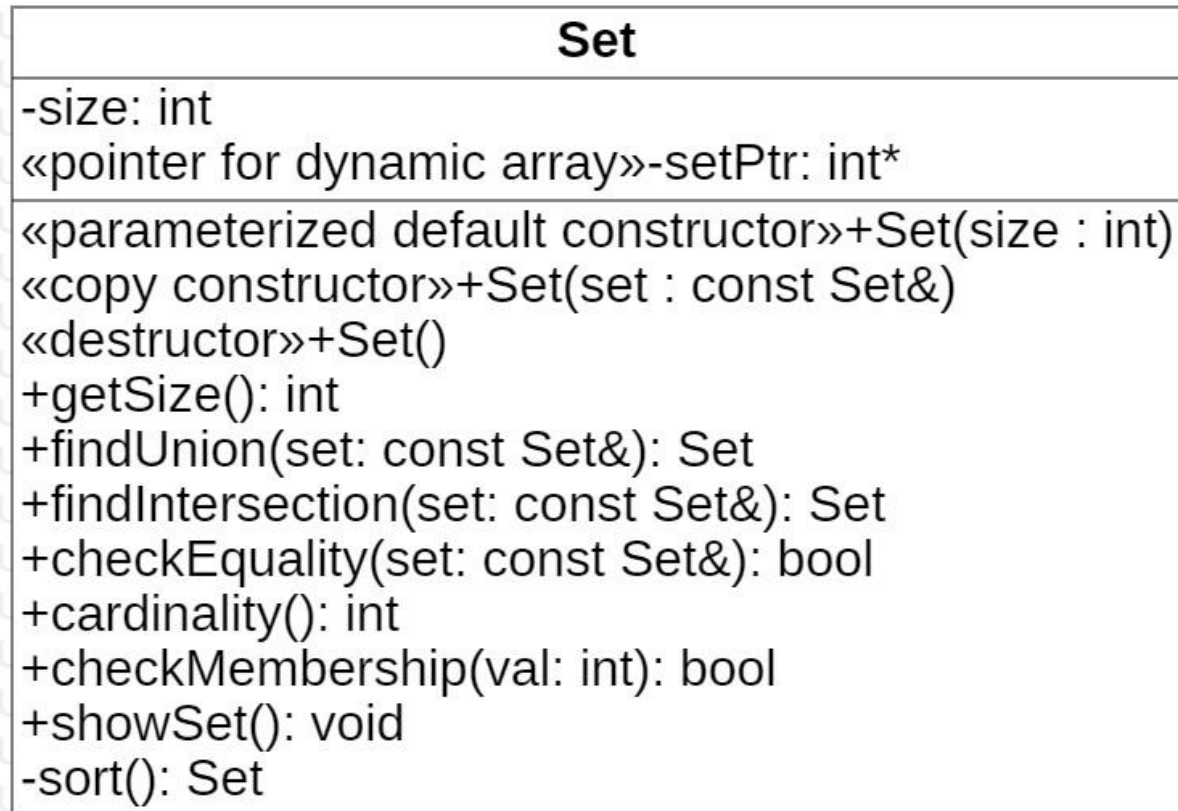 Set
-size: int
«pointer for dynamic array»-setPtr: int*
«parameterized default constructor»+Set(size : int)
«copy constructor»+Set(set : const Set&)
«destructor»+Set()
+getSize(): int
+findUnion(set: const Set&): Set
+findIntersection(set: const Set&): Set
+checkEquality(set: const Set&): bool
+cardinality(): int
+checkMembership(val: int): bool
+showSet(): void
-sort(): Set